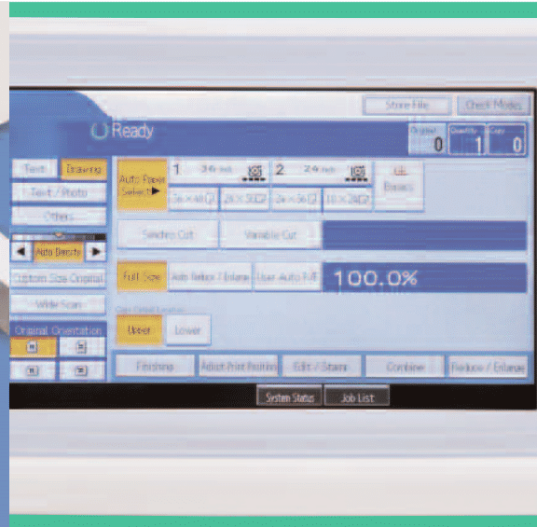 Store File Check Modes
Ready
Original Quantity Copy
0 1 0
Text Drawing
Text / Photo
Others
Auto Density
Custom Size Original
Wide Scan
Original Orientation
Auto Paper
Select▶
1 36 inch 2 24 inch
Bypass
Synchro Cut Variable Cut
Full Size Auto Reduce / Enlarge User Auto R/E 100.0%
Upper Lower
Finishing Adjust Print Position Edit / Stamp Combine Reduce / Enlarge
System Status Job List